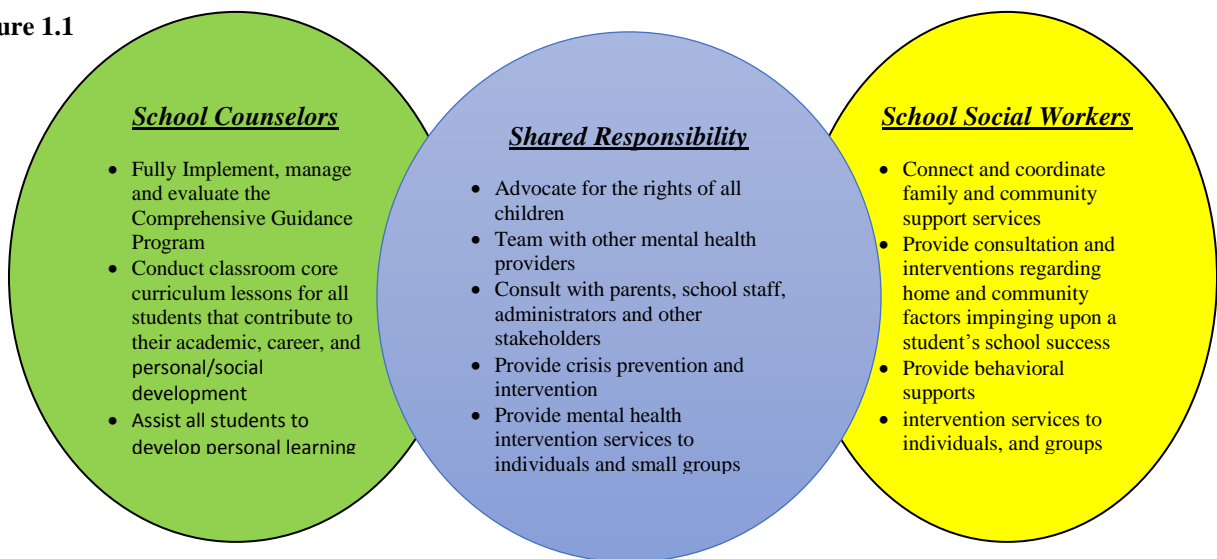 ure 1.1
School Counselors
• Fully Implement, manage
and evaluate the
Comprehensive Guidance
Program
• Conduct classroom core
curriculum lessons for all
students that contribute to
their academic, career, and
personal/social
development
• Assist all students to
develop personal learning
Shared Responsibility
• Advocate for the rights of all
children
• Team with other mental health
providers
• Consult with parents, school staff,
administrators and other
stakeholders
• Provide crisis prevention and
intervention
• Provide mental health
intervention services to
individuals and small groups
School Social Workers
• Connect and coordinate
family and community
support services
• Provide consultation and
interventions regarding
home and community
factors impinging upon a
student’s school success
• Provide behavioral
supports
• intervention services to
individuals, and groups